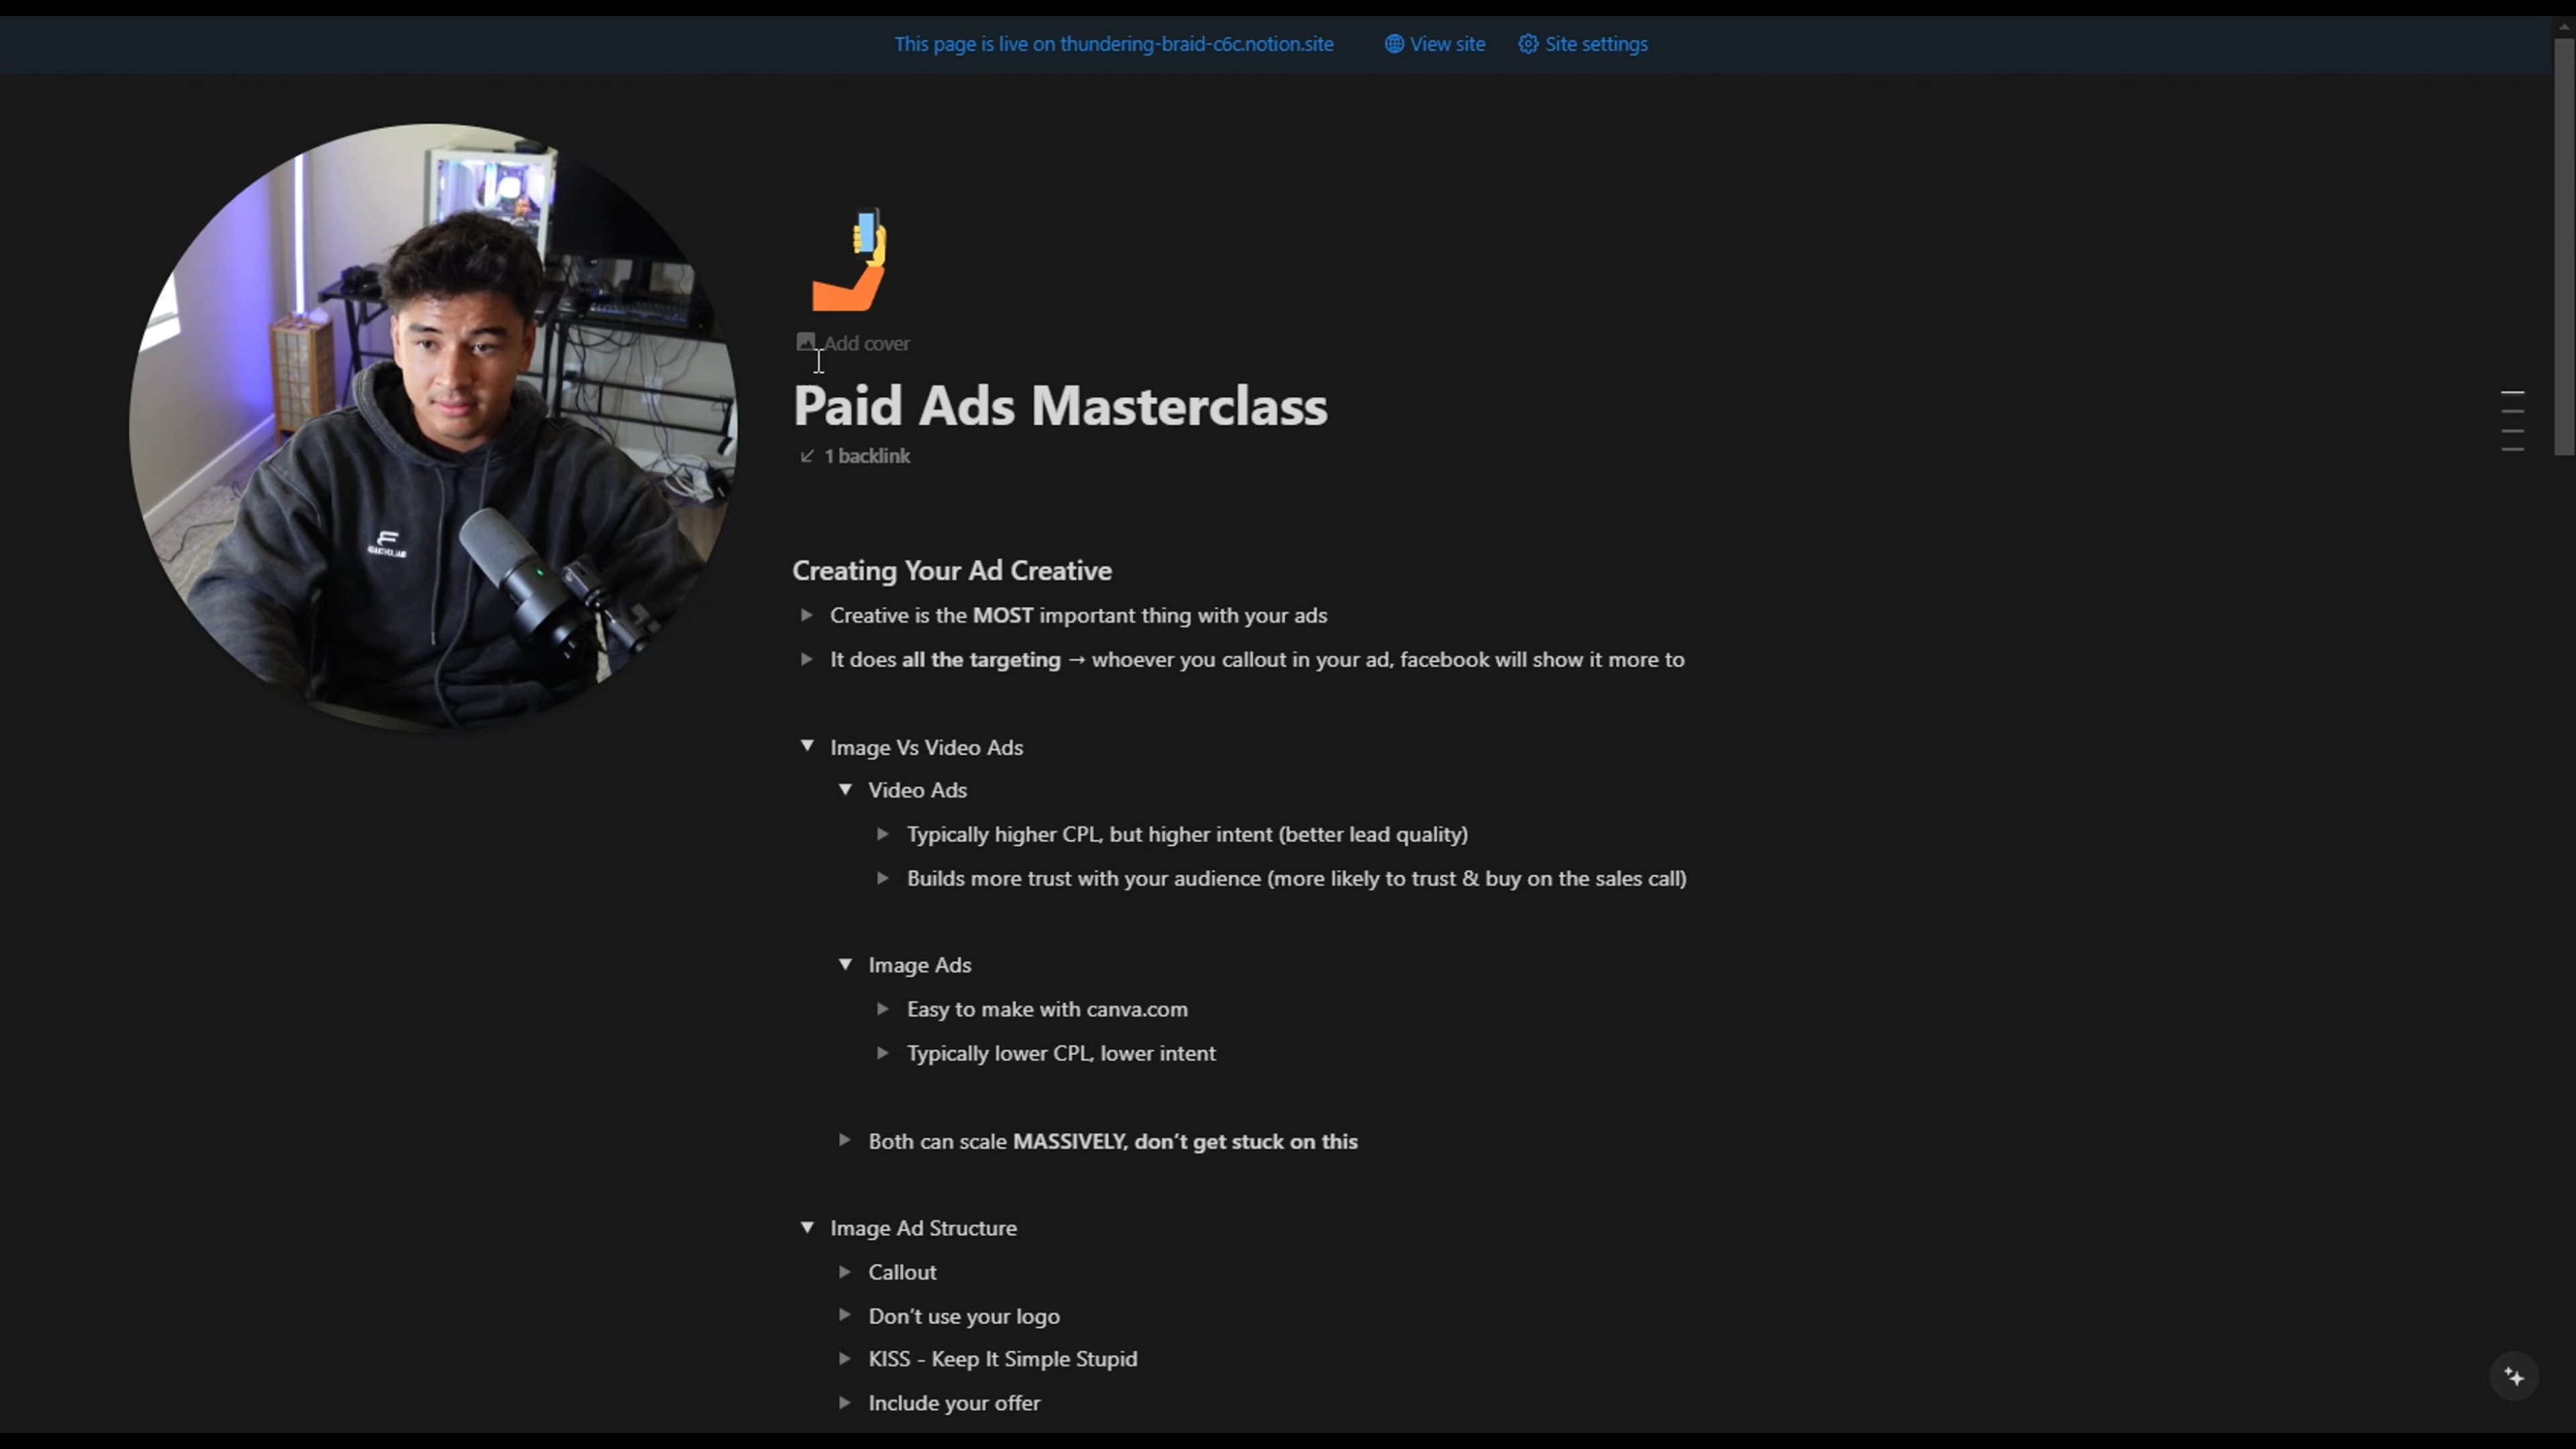 This page is live on thundering-braid-c6c.notion.site View site Site settings
Add cover
Paid Ads Masterclass
1 backlink
Creating Your Ad Creative
Creative is the MOST important thing with your ads
It does all the targeting → whoever you callout in your ad, facebook will show it more to
Image Vs Video Ads
Video Ads
Typically higher CPL, but higher intent (better lead quality)
Builds more trust with your audience (more likely to trust & buy on the sales call)
Image Ads
Easy to make with canva.com
Typically lower CPL, lower intent
Both can scale MASSIVELY, don’t get stuck on this
Image Ad Structure
Callout
Don’t use your logo
KISS - Keep It Simple Stupid
Include your offer